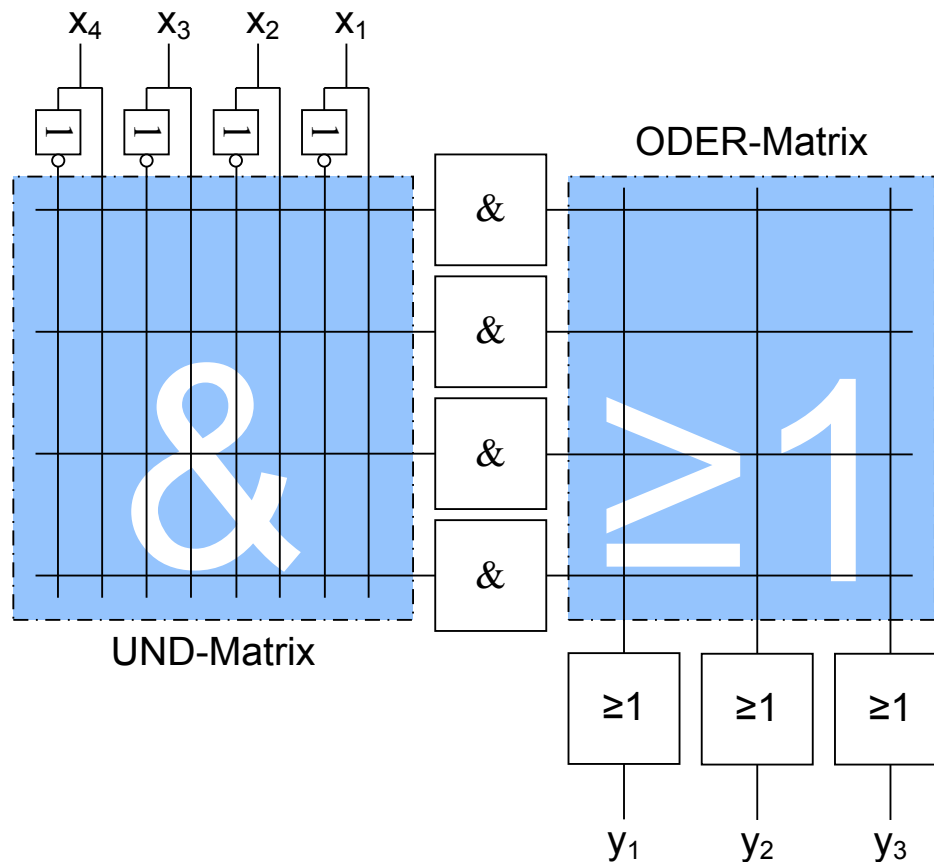 x₄ x₃ x₂ x₁
1 1 1 1
ODER-Matrix
&
&
&
&
& ≥1
UND-Matrix
≥1 ≥1 ≥1
y₁ y₂ y₃